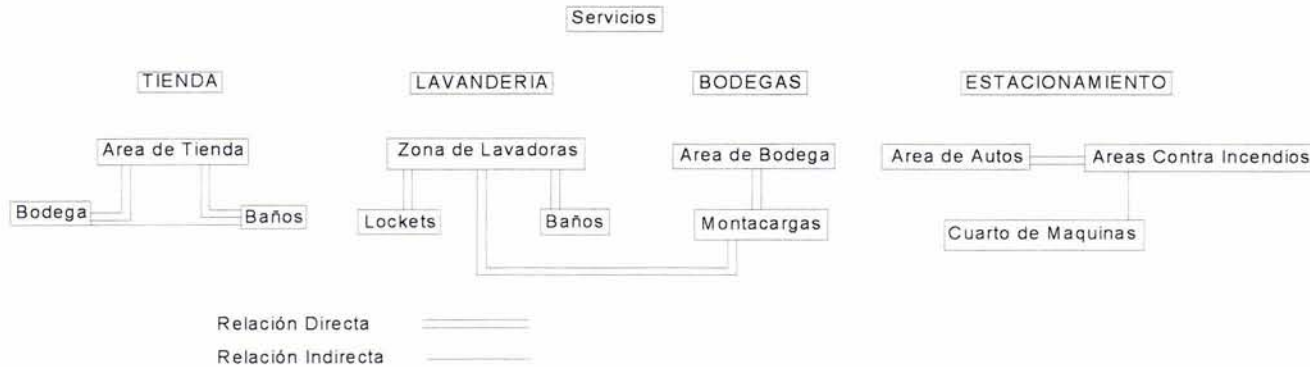 Servicios
TIENDA
LAVANDERIA
BODEGAS
ESTACIONAMIENTO
Area de Tienda
Zona de Lavadoras
Area de Bodega
Area de Autos
Areas Contra Incendios
Bodega
Baños
Lockets
Baños
Montacargas
Cuarto de Maquinas
Relación Directa
Relación Indirecta